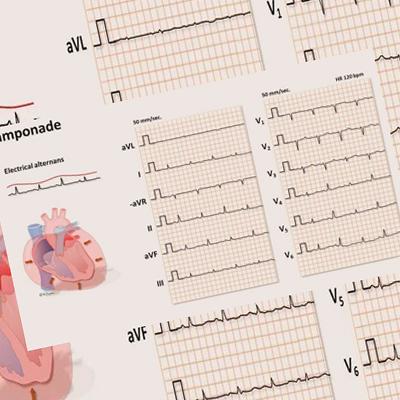 aVL
V1
mponade
Electrical alternans
50 mm/sec.
aVL
I
-aVR
II
aVF
III
50 mm/sec.
HR 120 bpm
V1
V2
V3
V4
V5
V6
aVF
V5
V6